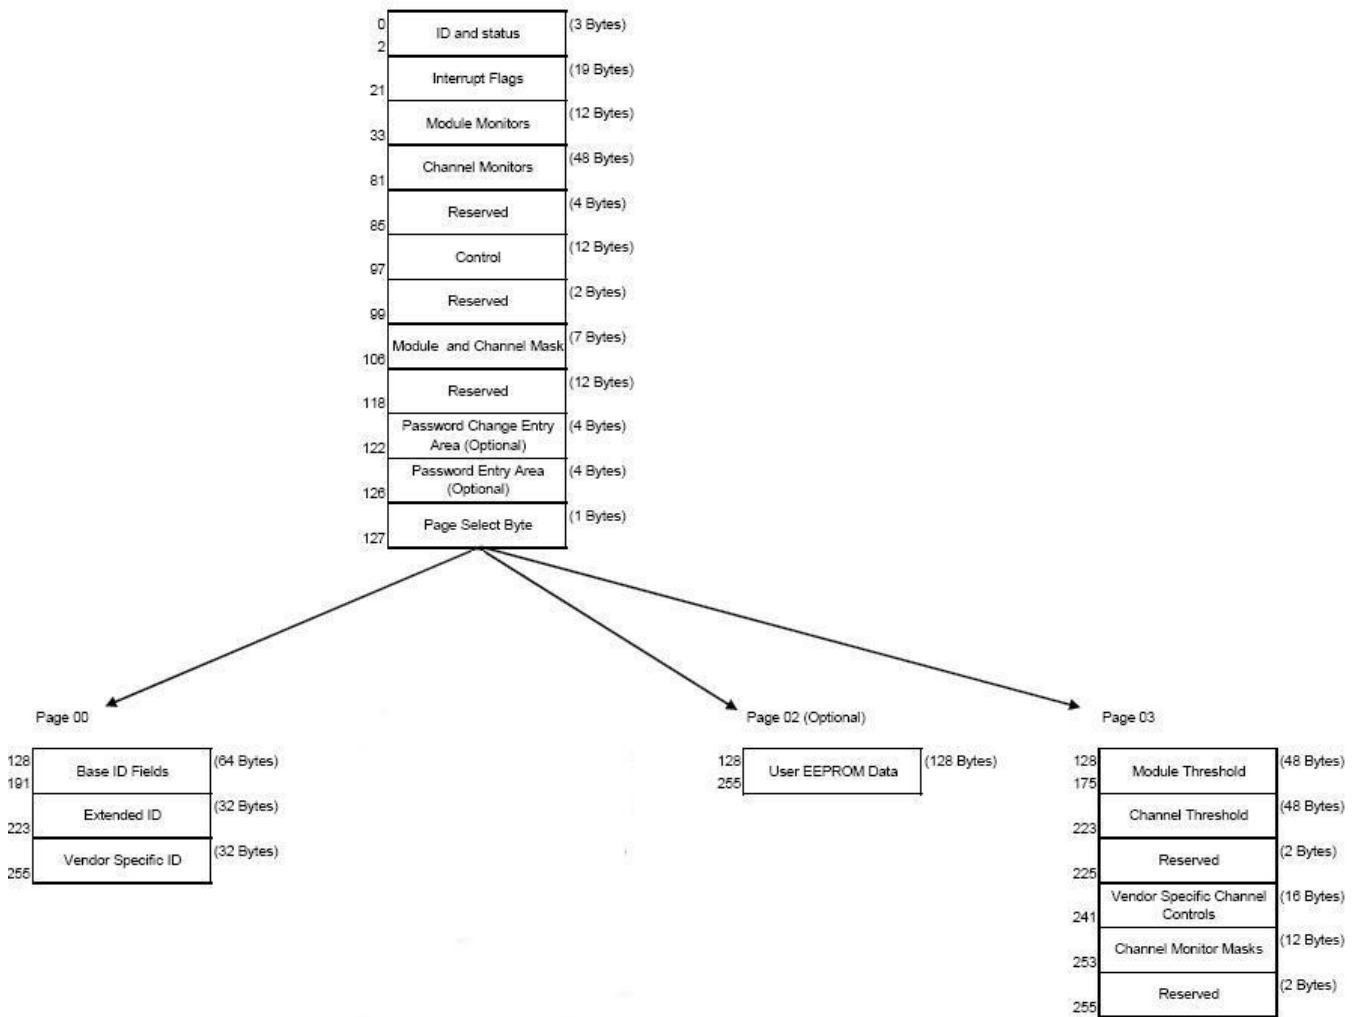 0 ID and status (3 Bytes)
2
Interrupt Flags (19 Bytes)
21
Module Monitors (12 Bytes)
33
Channel Monitors (48 Bytes)
81
Reserved (4 Bytes)
85
Control (12 Bytes)
97
Reserved (2 Bytes)
99
Module and Channel Mask (7 Bytes)
106
Reserved (12 Bytes)
118
Password Change Entry (4 Bytes)
122 Area (Optional)
Password Entry Area (4 Bytes)
126 (Optional)
Page Select Byte (1 Bytes)
127
Page 00
128 Base ID Fields (64 Bytes)
191
Extended ID (32 Bytes)
223
Vendor Specific ID (32 Bytes)
255
Page 02 (Optional)
128 User EEPROM Data (128 Bytes)
255
Page 03
128 Module Threshold (48 Bytes)
175
Channel Threshold (48 Bytes)
223
Reserved (2 Bytes)
225
Vendor Specific Channel (16 Bytes)
241 Controls
Channel Monitor Masks (12 Bytes)
253
Reserved (2 Bytes)
255